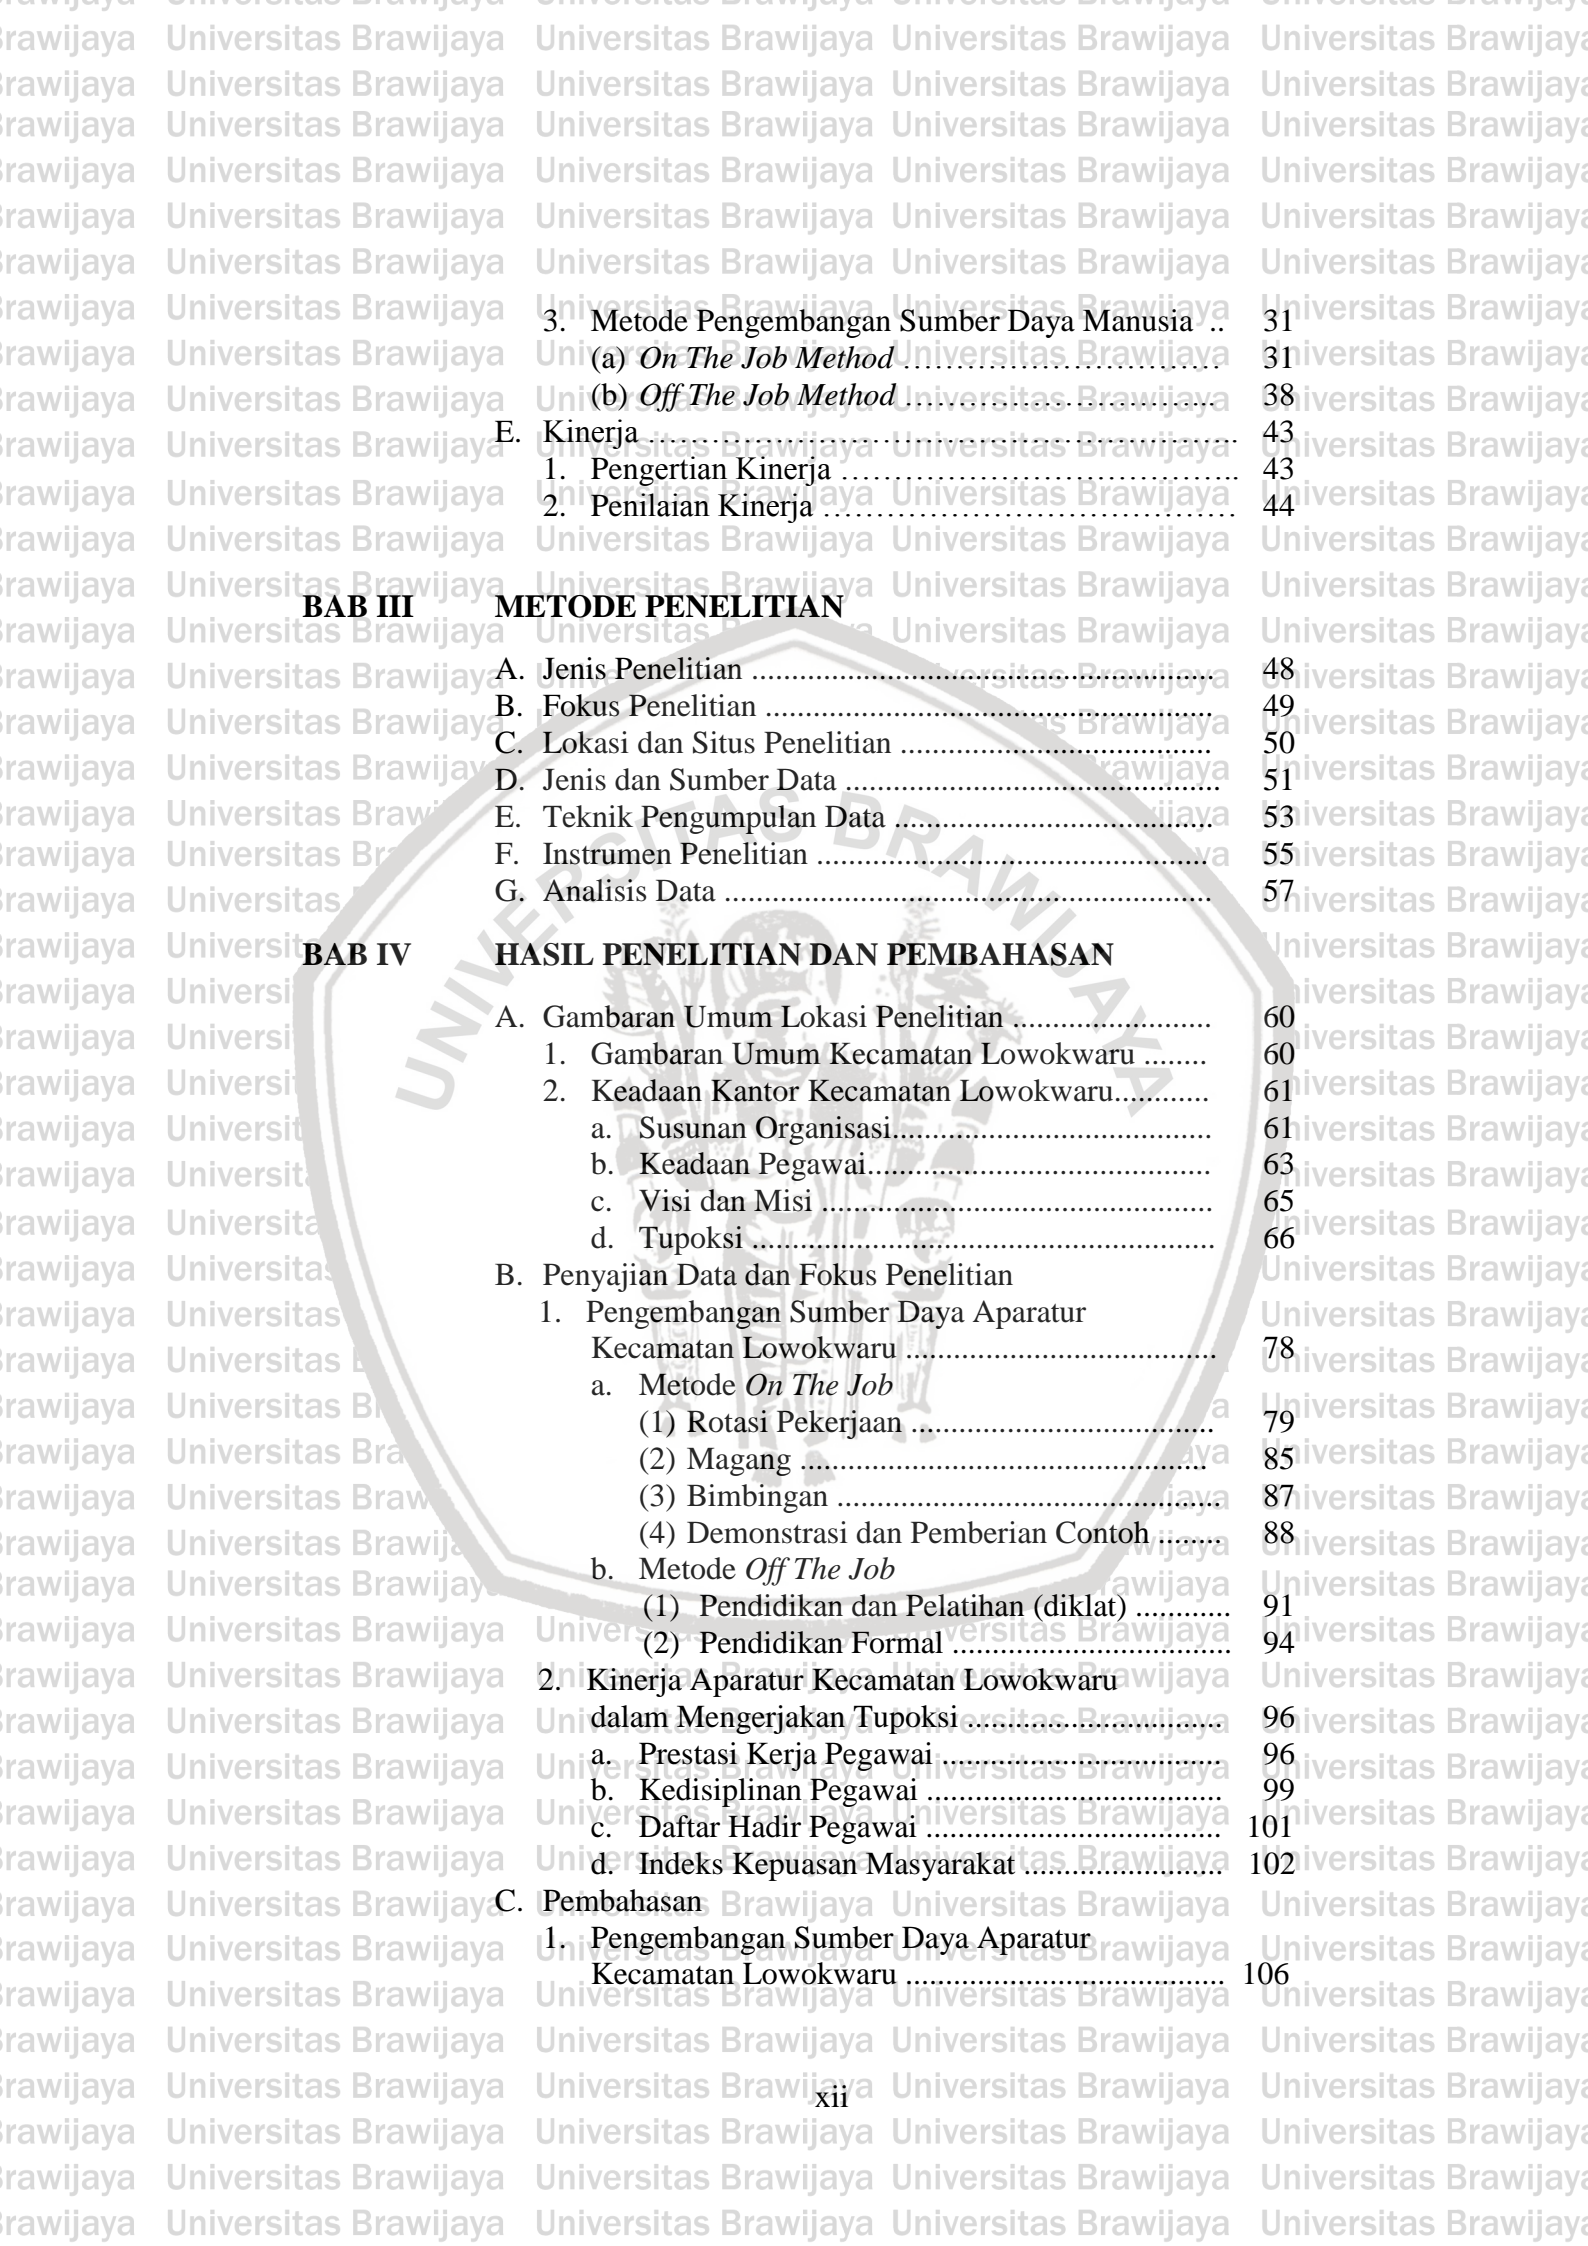 3. Metode Pengembangan Sumber Daya Manusia .. 31
(a) On The Job Method ………………………… 31
(b) Off The Job Method ……………………….. 38
E. Kinerja ……………………………………………….. 43
1. Pengertian Kinerja ……………………………….. 43
2. Penilaian Kinerja ………………………………… 44
BAB III METODE PENELITIAN
A. Jenis Penelitian .......................................................... 48
B. Fokus Penelitian ........................................................ 49
C. Lokasi dan Situs Penelitian ....................................... 50
D. Jenis dan Sumber Data ............................................... 51
E. Teknik Pengumpulan Data ........................................ 53
F. Instrumen Penelitian ................................................. 55
G. Analisis Data ............................................................. 57
BAB IV HASIL PENELITIAN DAN PEMBAHASAN
A. Gambaran Umum Lokasi Penelitian ......................... 60
1. Gambaran Umum Kecamatan Lowokwaru ........ 60
2. Keadaan Kantor Kecamatan Lowokwaru............ 61
a. Susunan Organisasi........................................ 61
b. Keadaan Pegawai........................................... 63
c. Visi dan Misi ................................................. 65
d. Tupoksi .......................................................... 66
B. Penyajian Data dan Fokus Penelitian
1. Pengembangan Sumber Daya Aparatur
Kecamatan Lowokwaru ....................................... 78
a. Metode On The Job
(1) Rotasi Pekerjaan ...................................... 79
(2) Magang ................................................... 85
(3) Bimbingan ................................................ 87
(4) Demonstrasi dan Pemberian Contoh ........ 88
b. Metode Off The Job
(1) Pendidikan dan Pelatihan (diklat) ............ 91
(2) Pendidikan Formal ................................... 94
2. Kinerja Aparatur Kecamatan Lowokwaru
dalam Mengerjakan Tupoksi ................................ 96
a. Prestasi Kerja Pegawai ................................... 96
b. Kedisiplinan Pegawai ..................................... 99
c. Daftar Hadir Pegawai ..................................... 101
d. Indeks Kepuasan Masyarakat ......................... 102
C. Pembahasan
1. Pengembangan Sumber Daya Aparatur
Kecamatan Lowokwaru ........................................ 106
xii
UNIVERSITAS BRAWIJAYA